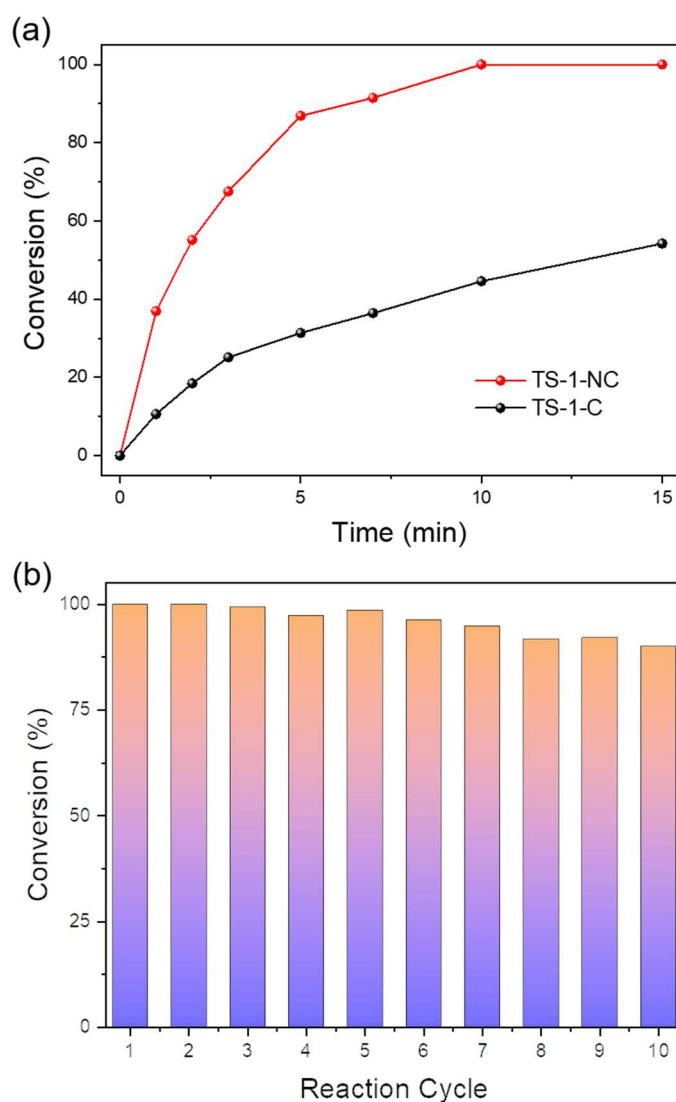 (a)
Conversion (%)
100
80
60
40
20
0
TS-1-NC
TS-1-C
0 5 10 15
Time (min)
(b)
Conversion (%)
100
75
50
25
0
1 2 3 4 5 6 7 8 9 10
Reaction Cycle